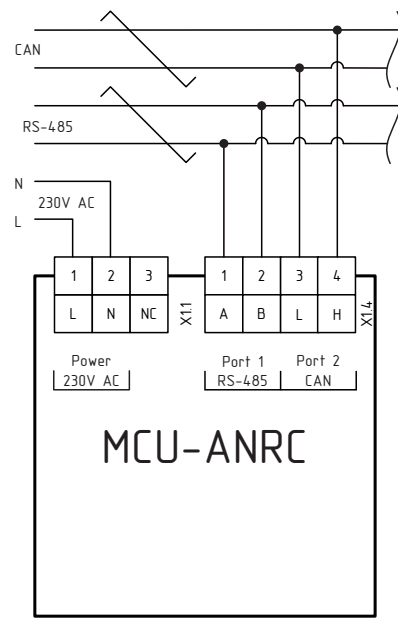 CAN
RS-485
N
230V AC
L
1 2 3 1 2 3 4
L N NC X1.1 A B L H X1.4
Power Port 1 Port 2
230V AC RS-485 CAN
MCU-ANRC